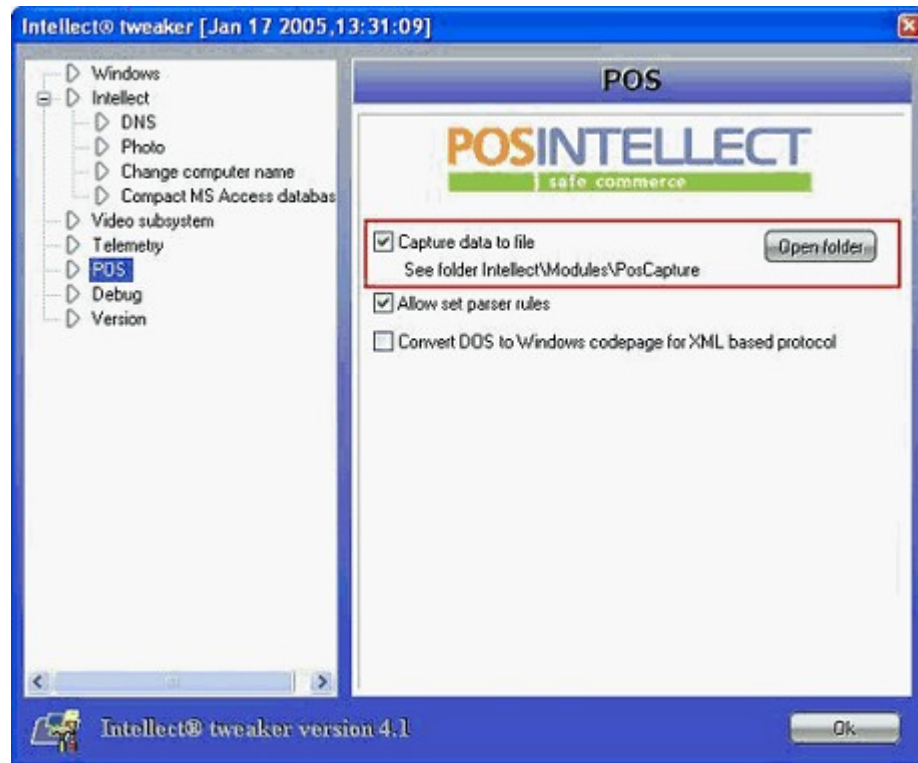 Intellect® tweaker [Jan 17 2005,13:31:09]
Windows
Intellect
DNS
Photo
Change computer name
Compact MS Access databas
Video subsystem
Telemetry
POS
Debug
Version
POS
POSINTELLECT
safe commerce
Capture data to file
Open folder
See folder Intellect\Modules\PosCapture
Allow set parser rules
Convert DOS to Windows codepage for XML based protocol
Intellect® tweaker version 4.1
Ok